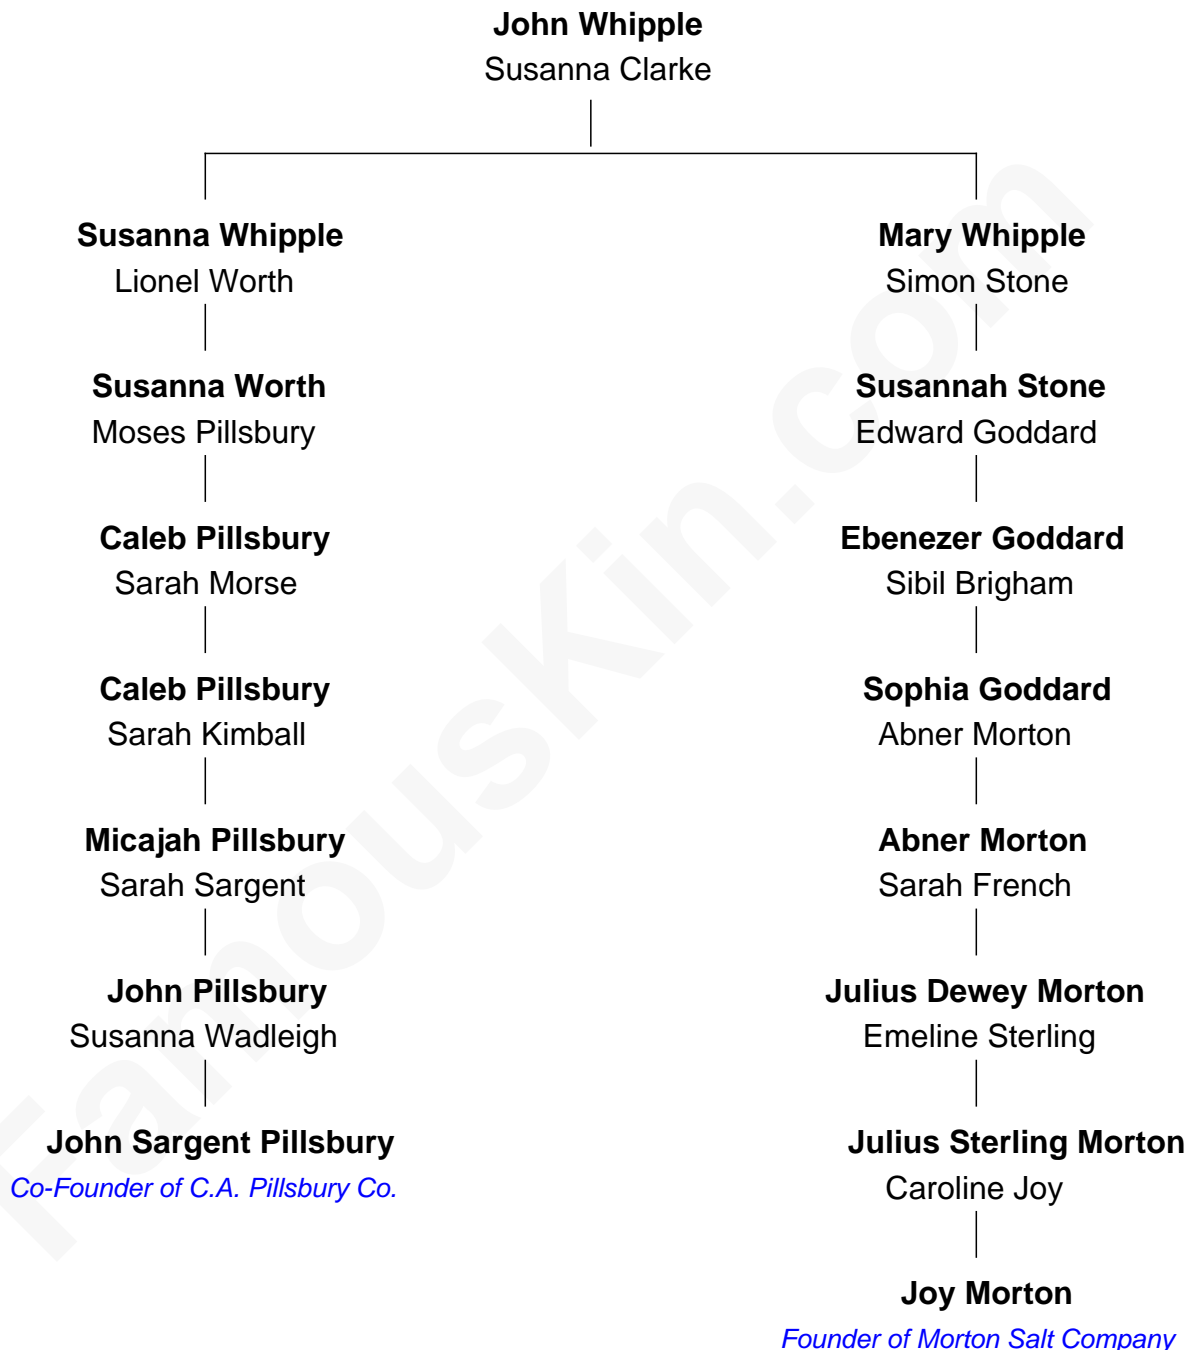 John Whipple
Susanna Clarke
Susanna Whipple
Lionel Worth
Mary Whipple
Simon Stone
Susanna Worth
Moses Pillsbury
Susannah Stone
Edward Goddard
Caleb Pillsbury
Sarah Morse
Ebenezer Goddard
Sibil Brigham
Caleb Pillsbury
Sarah Kimball
Sophia Goddard
Abner Morton
Micajah Pillsbury
Sarah Sargent
Abner Morton
Sarah French
John Pillsbury
Susanna Wadleigh
Julius Dewey Morton
Emeline Sterling
John Sargent Pillsbury
Co-Founder of C.A. Pillsbury Co.
Julius Sterling Morton
Caroline Joy
Joy Morton
Founder of Morton Salt Company
FamousKin.com